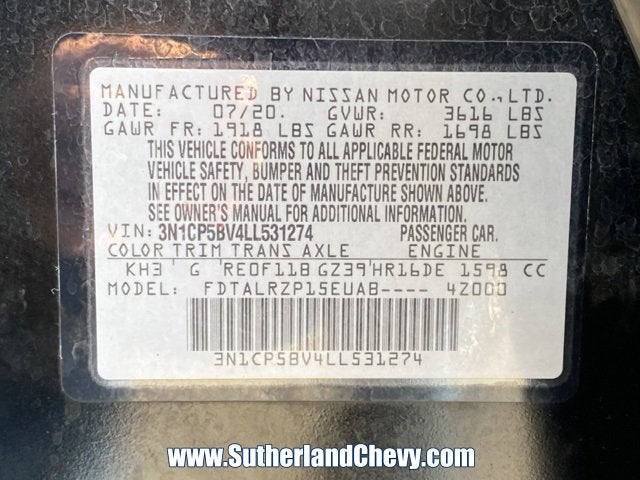 MANUFACTURED BY NISSAN MOTOR CO., LTD.
DATE: 07/20. GVWR: 3616 LBS
GAWR FR: 1918 LBS GAWR RR: 1698 LBS
THIS VEHICLE CONFORMS TO ALL APPLICABLE FEDERAL MOTOR
VEHICLE SAFETY, BUMPER AND THEFT PREVENTION STANDARDS
IN EFFECT ON THE DATE OF MANUFACTURE SHOWN ABOVE.
SEE OWNER'S MANUAL FOR ADDITIONAL INFORMATION.
VIN: 3N1CP5BV4LL531274 PASSENGER CAR.
COLOR TRIM TRANS AXLE ENGINE
KH3 G RE0F11B GZ39 HR16DE 1598 CC
MODEL: FDTALRZP15EUAB---- 4Z000
3N1CP5BV4LL531274
www.SutherlandChevy.com